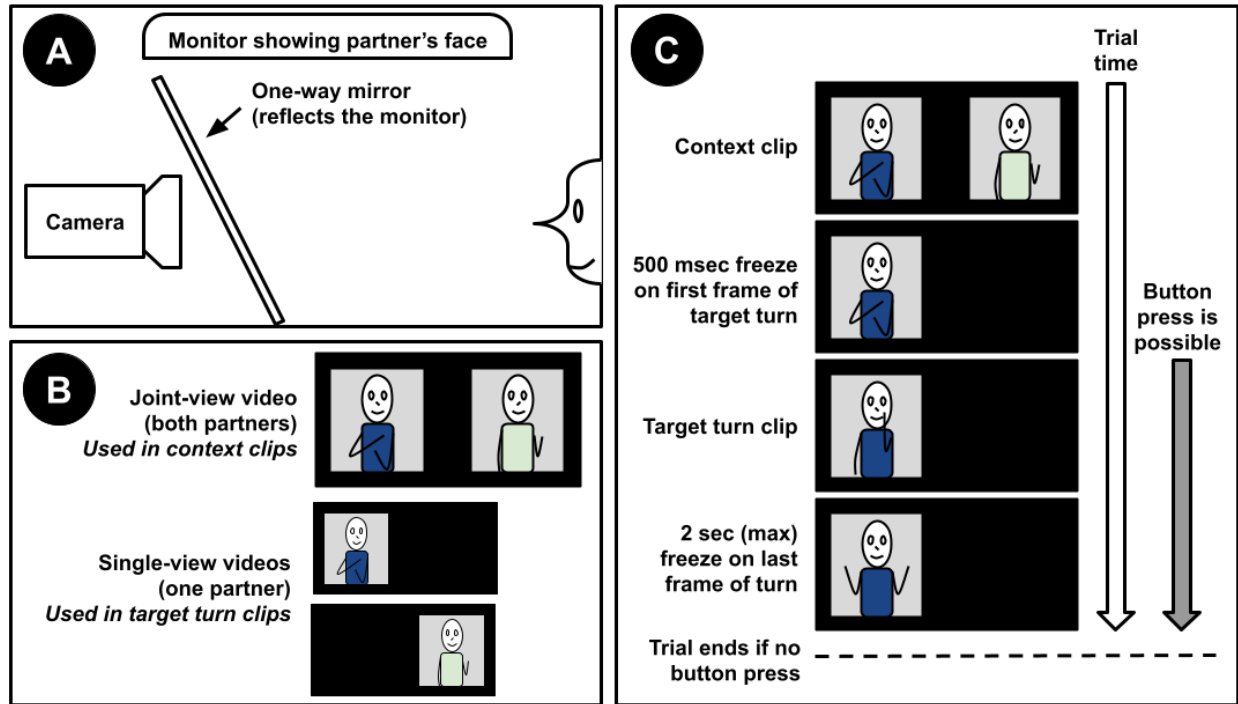 A
Monitor showing partner's face
One-way mirror
(reflects the monitor)
Camera
B
Joint-view video
(both partners)
Used in context clips
Single-view videos
(one partner)
Used in target turn clips
C
Trial
time
Context clip
500 msec freeze
on first frame of
target turn
Button
press is
possible
Target turn clip
2 sec (max)
freeze on last
frame of turn
Trial ends if no
button press